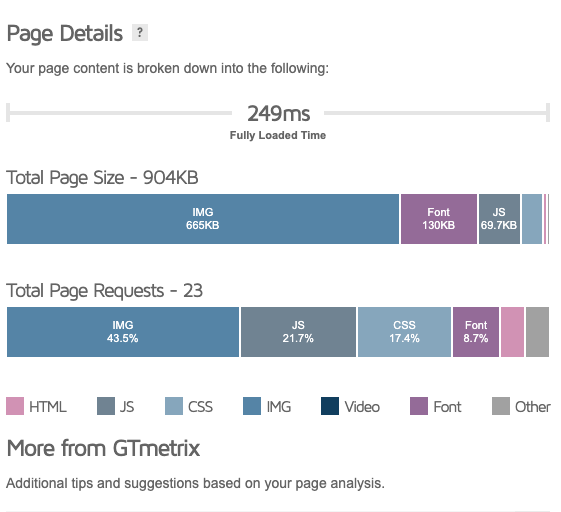 Page Details ?
Your page content is broken down into the following:
249ms
Fully Loaded Time
Total Page Size - 904KB
IMG Font JS
665KB 130KB 69.7KB
Total Page Requests - 23
IMG JS CSS Font
43.5% 21.7% 17.4% 8.7%
HTML JS CSS IMG Video Font Other
More from GTmetrix
Additional tips and suggestions based on your page analysis.